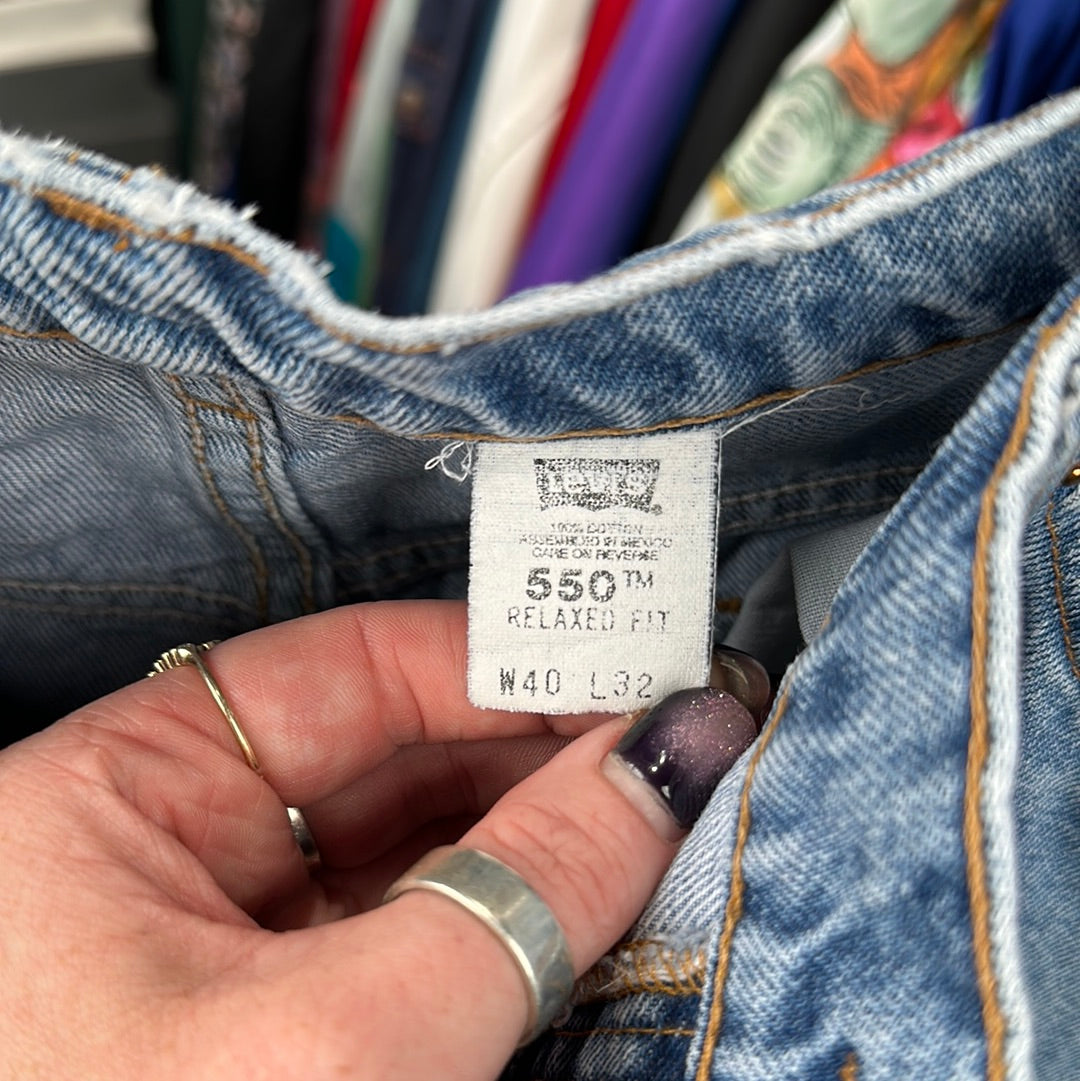 Levi's®
100% COTTON
ASSEMBLED IN MEXICO
CARE ON REVERSE
550™
RELAXED FIT
W40 L32